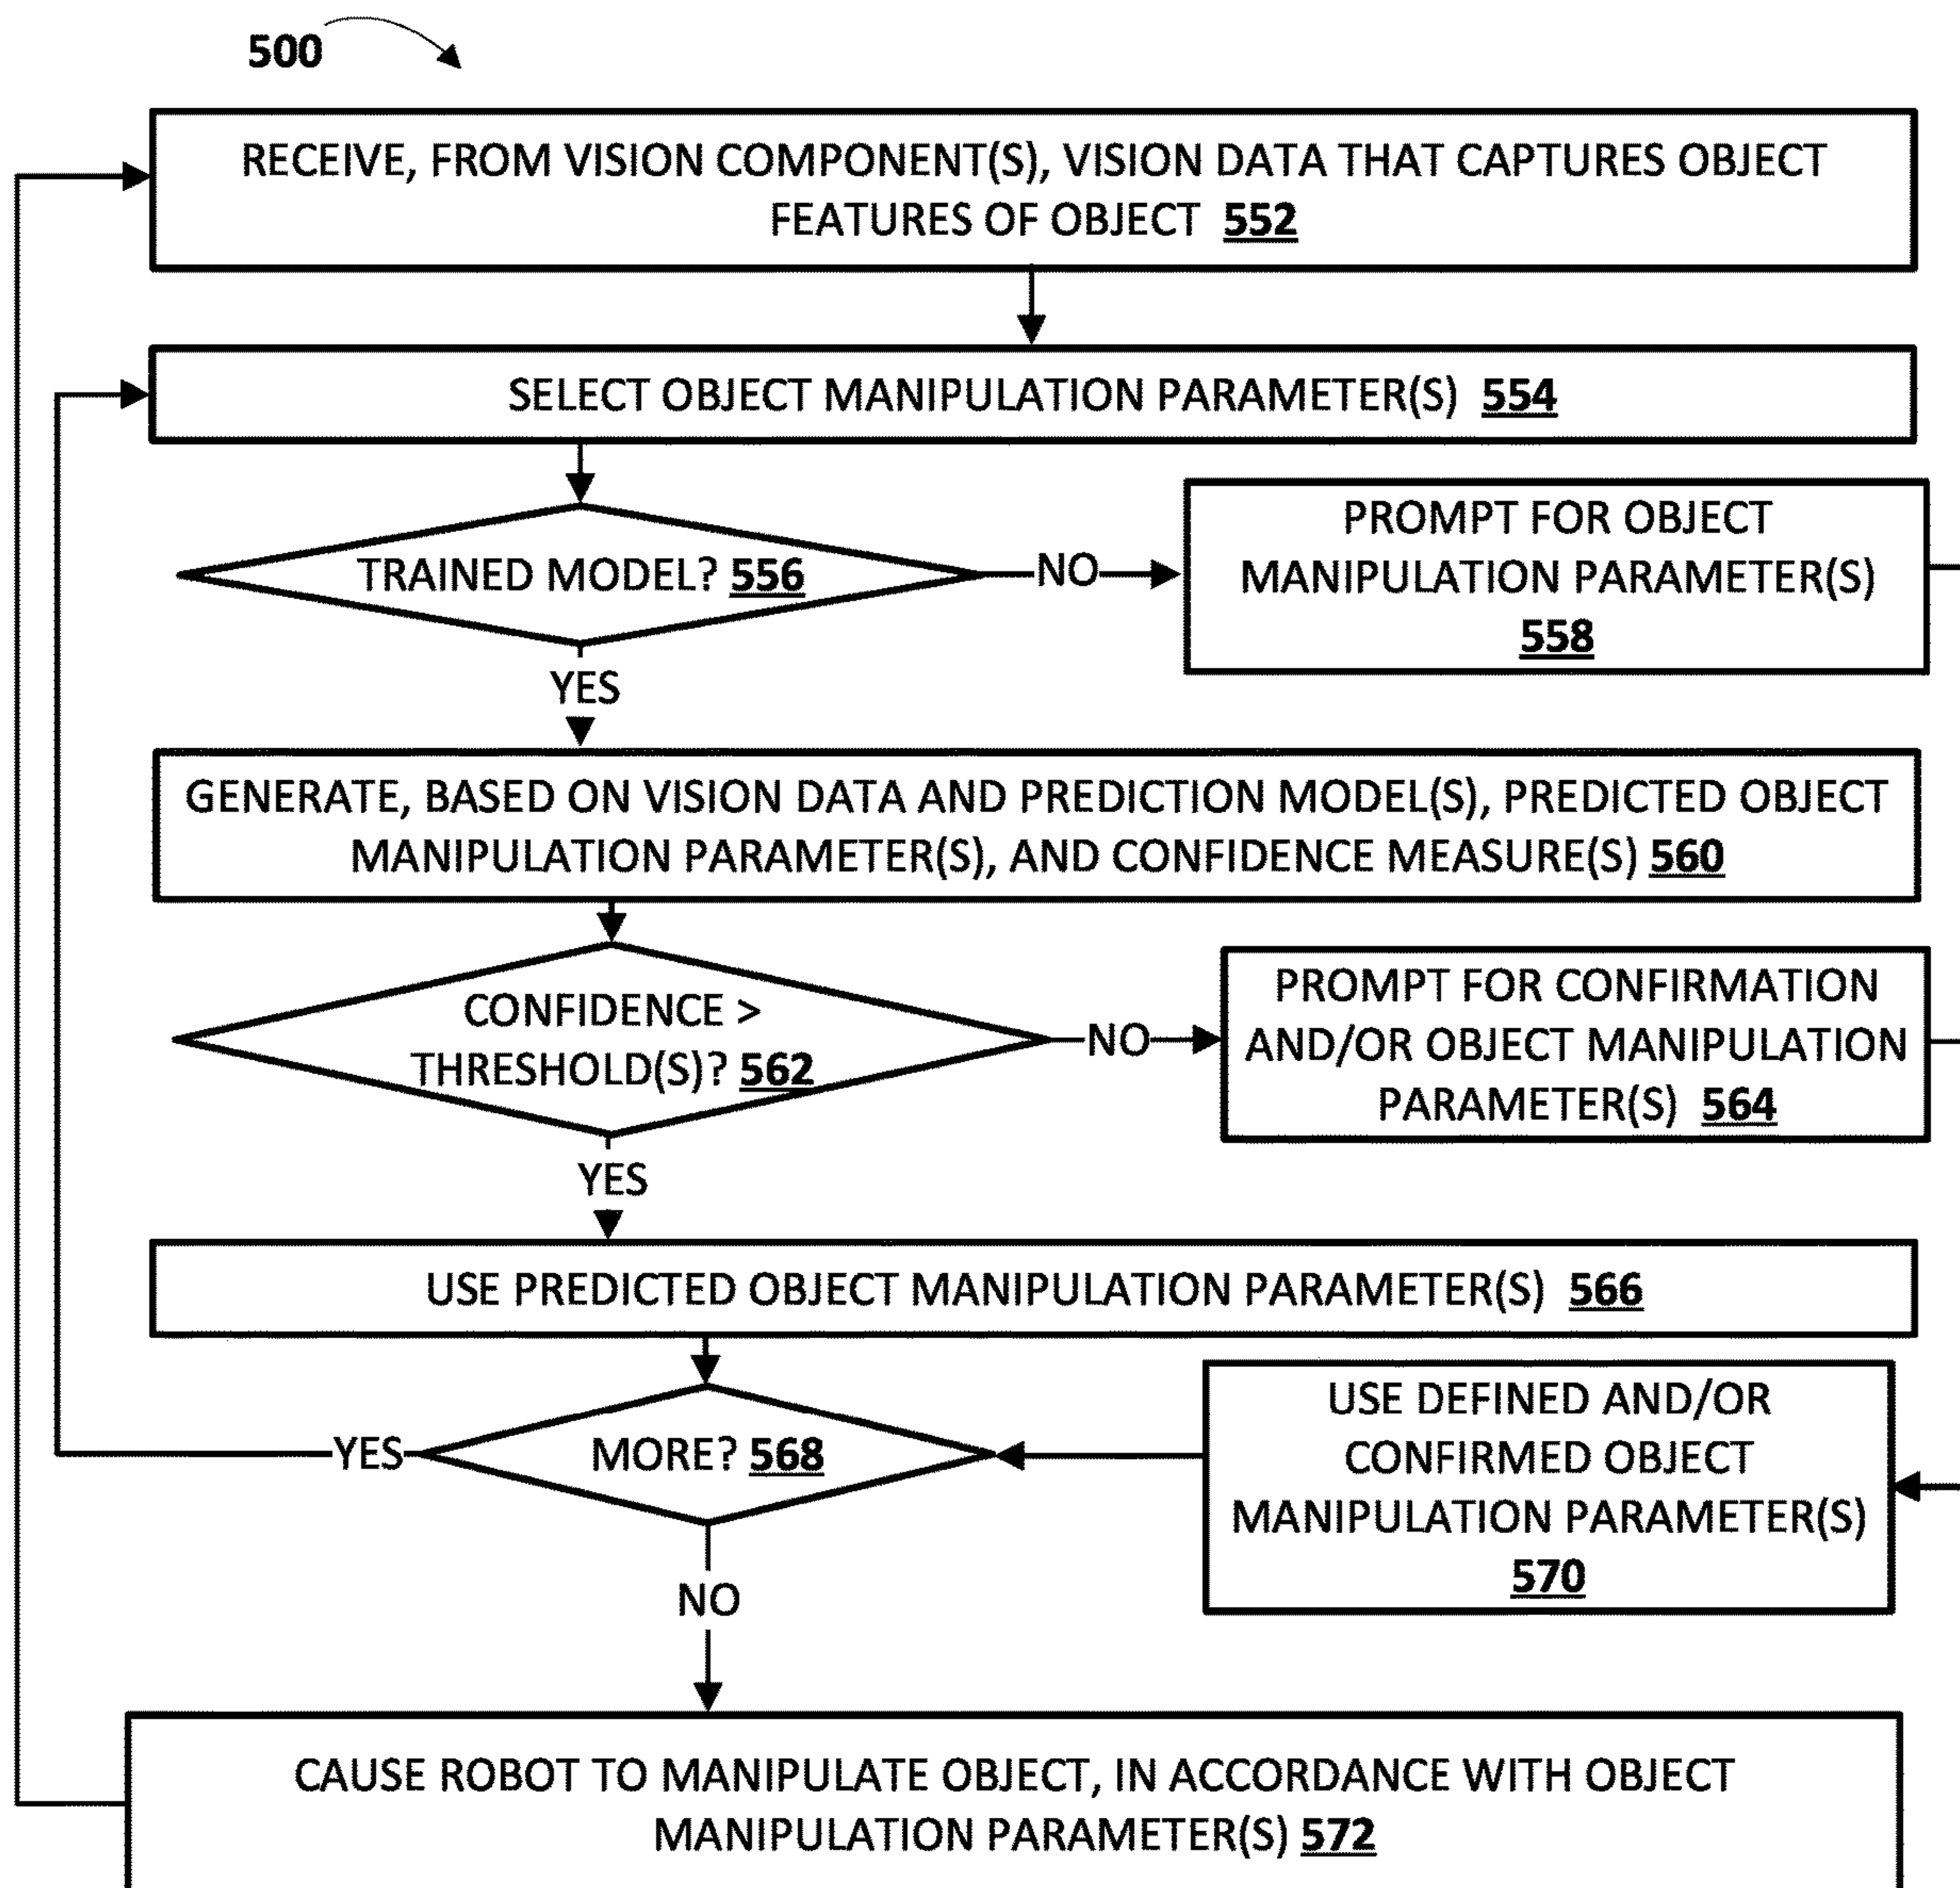 500
RECEIVE, FROM VISION COMPONENT(S), VISION DATA THAT CAPTURES OBJECT
FEATURES OF OBJECT 552
SELECT OBJECT MANIPULATION PARAMETER(S) 554
TRAINED MODEL? 556
NO
PROMPT FOR OBJECT
MANIPULATION PARAMETER(S)
558
YES
GENERATE, BASED ON VISION DATA AND PREDICTION MODEL(S), PREDICTED OBJECT
MANIPULATION PARAMETER(S), AND CONFIDENCE MEASURE(S) 560
CONFIDENCE >
THRESHOLD(S)? 562
NO
PROMPT FOR CONFIRMATION
AND/OR OBJECT MANIPULATION
PARAMETER(S) 564
YES
USE PREDICTED OBJECT MANIPULATION PARAMETER(S) 566
MORE? 568
YES
USE DEFINED AND/OR
CONFIRMED OBJECT
MANIPULATION PARAMETER(S)
570
NO
CAUSE ROBOT TO MANIPULATE OBJECT, IN ACCORDANCE WITH OBJECT
MANIPULATION PARAMETER(S) 572